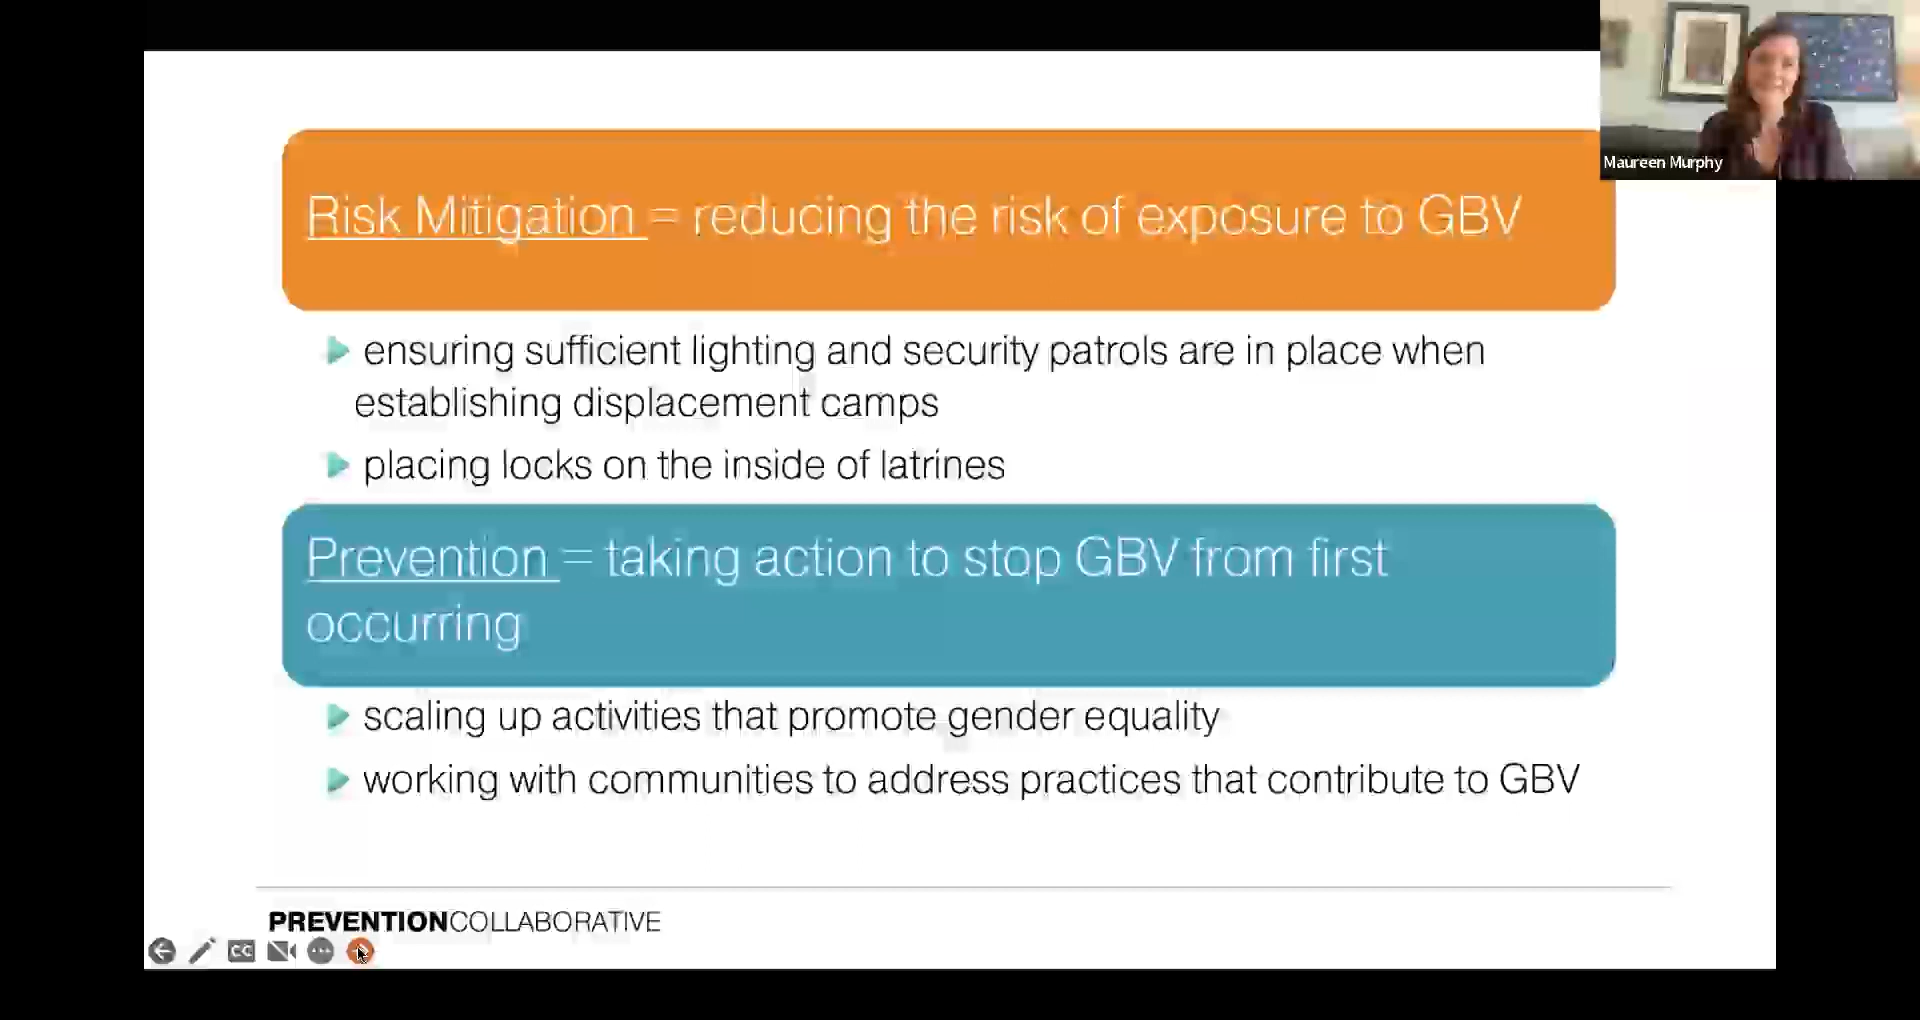 Maureen Murphy
Risk Mitigation = reducing the risk of exposure to GBV
ensuring sufficient lighting and security patrols are in place when
establishing displacement camps
placing locks on the inside of latrines
Prevention = taking action to stop GBV from first
occurring
scaling up activities that promote gender equality
working with communities to address practices that contribute to GBV
PREVENTIONCOLLABORATIVE
CC